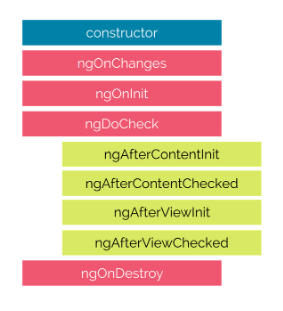 constructor
ngOnChanges
ngOnInit
ngDoCheck
ngAfterContentInit
ngAfterContentChecked
ngAfterViewInit
ngAfterViewChecked
ngOnDestroy